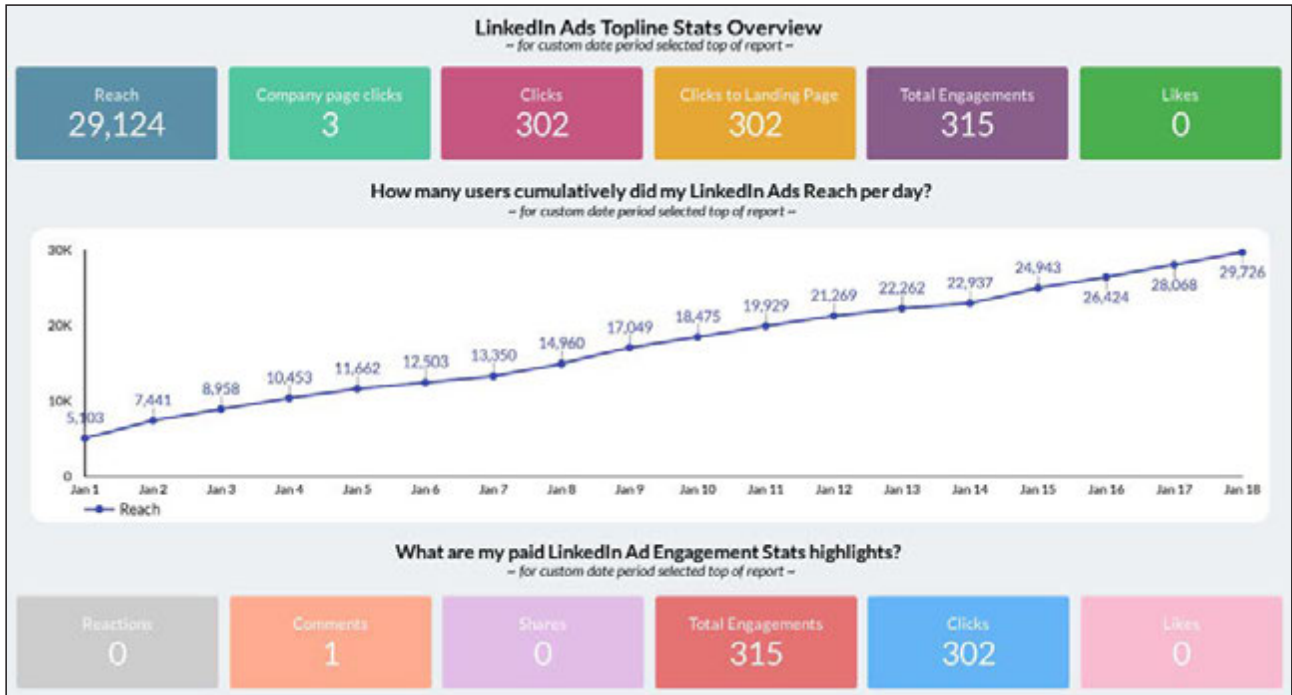 LinkedIn Ads Topline Stats Overview
~ for custom date period selected top of report ~
Reach
29,124
Company page clicks
3
Clicks
302
Clicks to Landing Page
302
Total Engagements
315
Likes
0
How many users cumulatively did my LinkedIn Ads Reach per day?
~ for custom date period selected top of report ~
30K
20K
10K
0
5,103
7,441
8,958
10,453
11,662
12,503
13,350
14,960
17,049
18,475
19,929
21,269
22,262
22,937
24,943
26,424
28,068
29,726
Jan 1
Jan 2
Jan 3
Jan 4
Jan 5
Jan 6
Jan 7
Jan 8
Jan 9
Jan 10
Jan 11
Jan 12
Jan 13
Jan 14
Jan 15
Jan 16
Jan 17
Jan 18
Reach
What are my paid LinkedIn Ad Engagement Stats highlights?
~ for custom date period selected top of report ~
Reactions
0
Comments
1
Shares
0
Total Engagements
315
Clicks
302
Likes
0